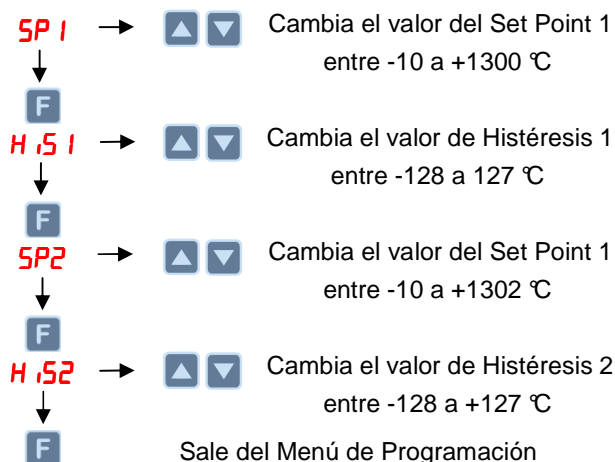 SP1 Cambia el valor del Set Point 1
entre -10 a +1300 ℃
F
HiS1 Cambia el valor de Histéresis 1
entre -128 a 127 ℃
F
SP2 Cambia el valor del Set Point 1
entre -10 a +1302 ℃
F
HiS2 Cambia el valor de Histéresis 2
entre -128 a +127 ℃
F Sale del Menú de Programación